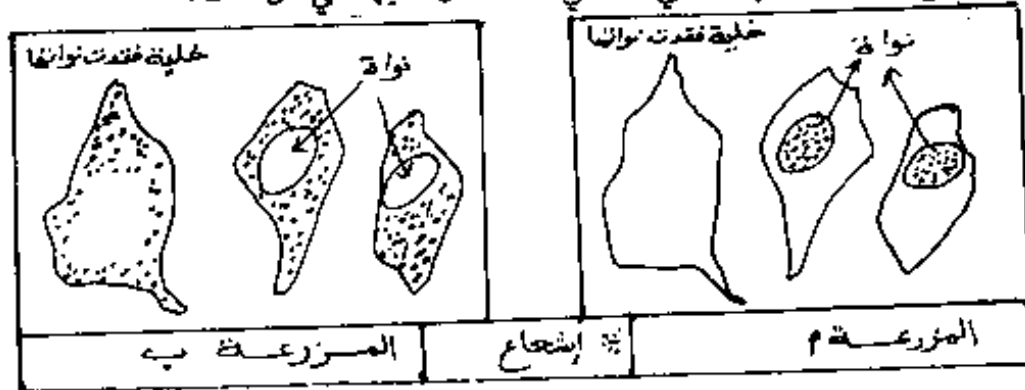 خلية فقدت نواتها
نواة
خلية فقدت نواتها
نواة
المزرعة م
إشعاع
المزرعة ب